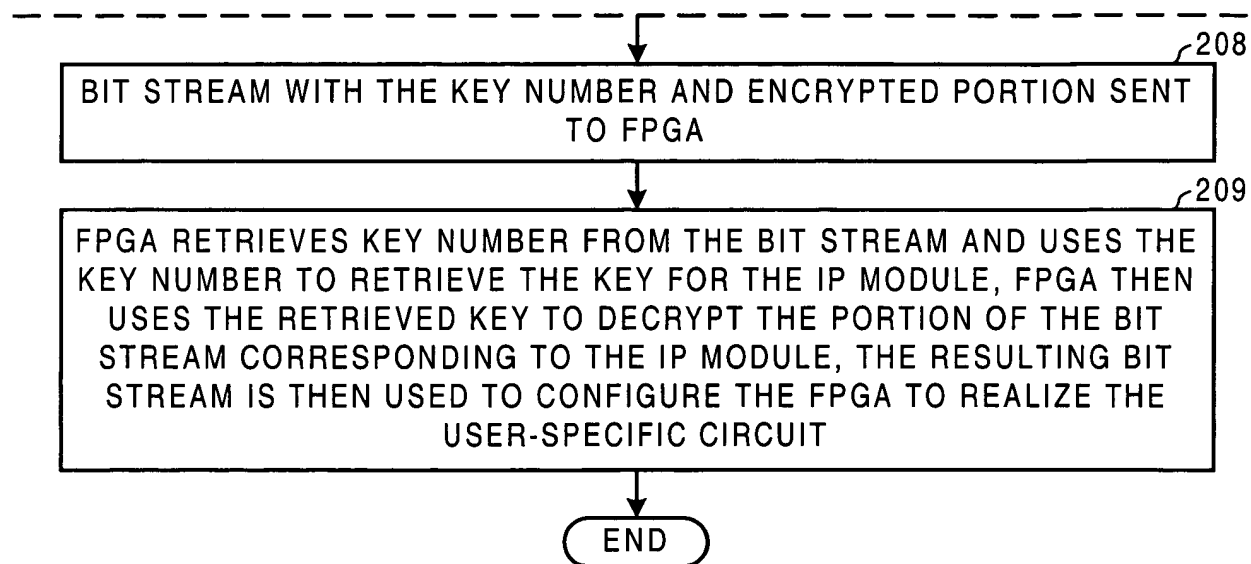 208
BIT STREAM WITH THE KEY NUMBER AND ENCRYPTED PORTION SENT
TO FPGA
209
FPGA RETRIEVES KEY NUMBER FROM THE BIT STREAM AND USES THE
KEY NUMBER TO RETRIEVE THE KEY FOR THE IP MODULE, FPGA THEN
USES THE RETRIEVED KEY TO DECRYPT THE PORTION OF THE BIT
STREAM CORRESPONDING TO THE IP MODULE, THE RESULTING BIT
STREAM IS THEN USED TO CONFIGURE THE FPGA TO REALIZE THE
USER-SPECIFIC CIRCUIT
END